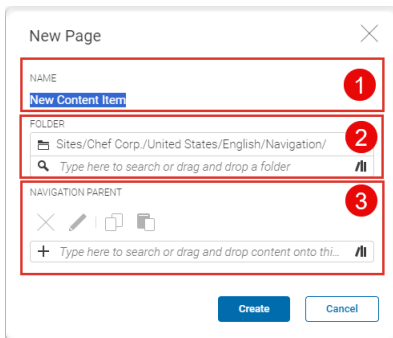 New Page
NAME
1
New Content Item
FOLDER
2
Sites/Chef Corp./United States/English/Navigation/
Type here to search or drag and drop a folder
NAVIGATION PARENT
3
Type here to search or drag and drop content onto thi...
Create Cancel